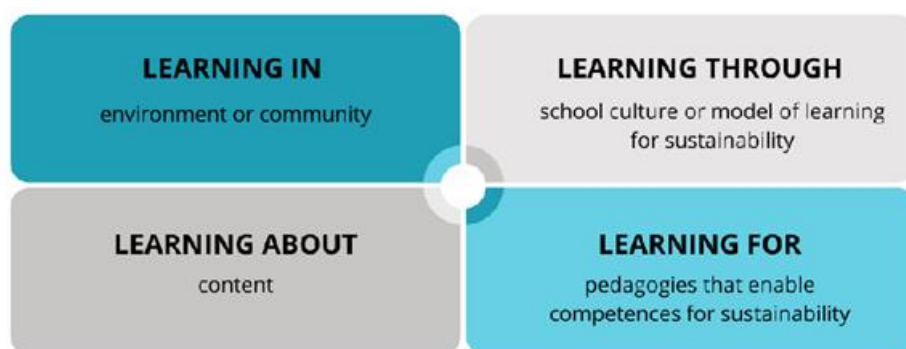 LEARNING IN
environment or community
LEARNING THROUGH
school culture or model of learning
for sustainability
LEARNING ABOUT
content
LEARNING FOR
pedagogies that enable
competences for sustainability